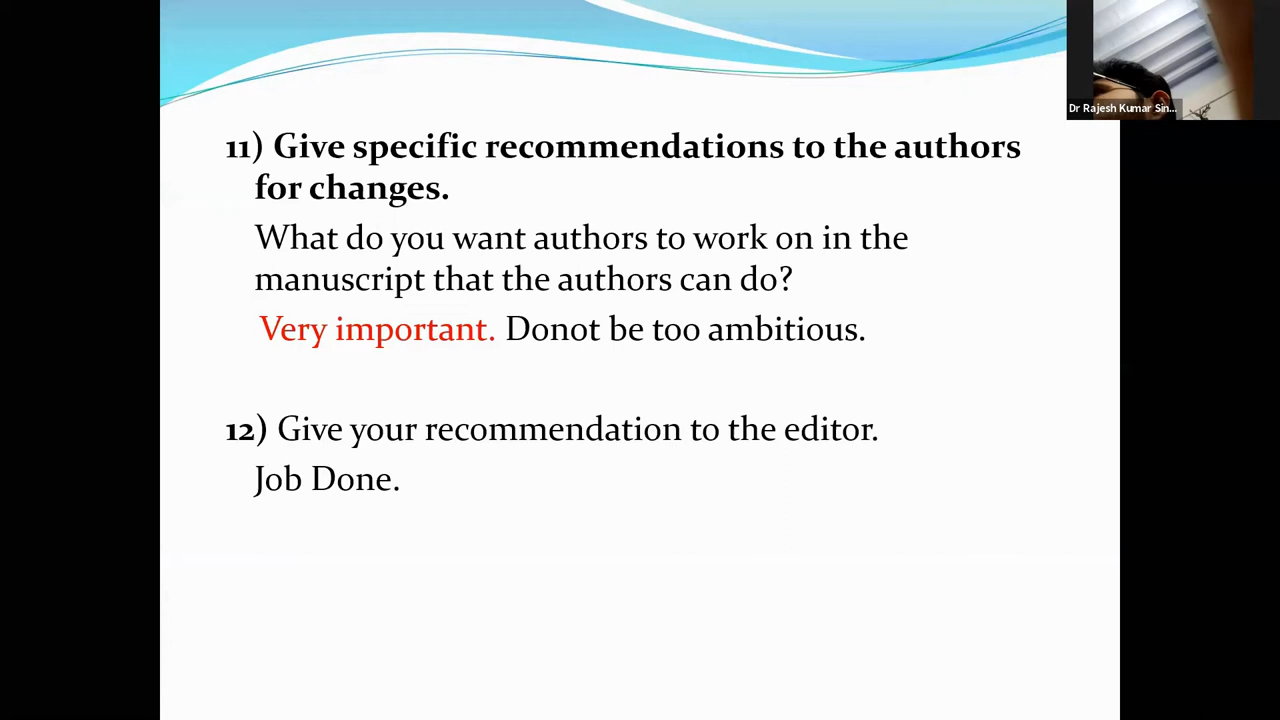 11) Give specific recommendations to the authors
for changes.
What do you want authors to work on in the
manuscript that the authors can do?
Very important. Donot be too ambitious.
12) Give your recommendation to the editor.
Job Done.
Dr Rajesh Kumar Sin...